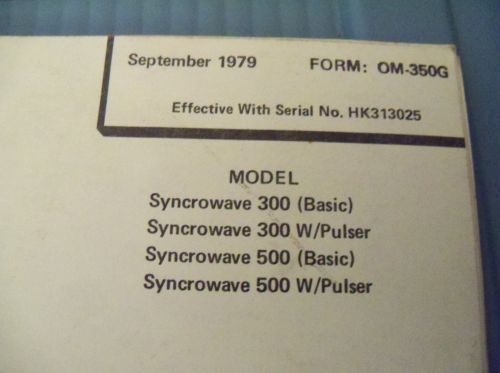 September 1979 FORM: OM-350G
Effective With Serial No. HK313025
MODEL
Syncrowave 300 (Basic)
Syncrowave 300 W/Pulser
Syncrowave 500 (Basic)
Syncrowave 500 W/Pulser